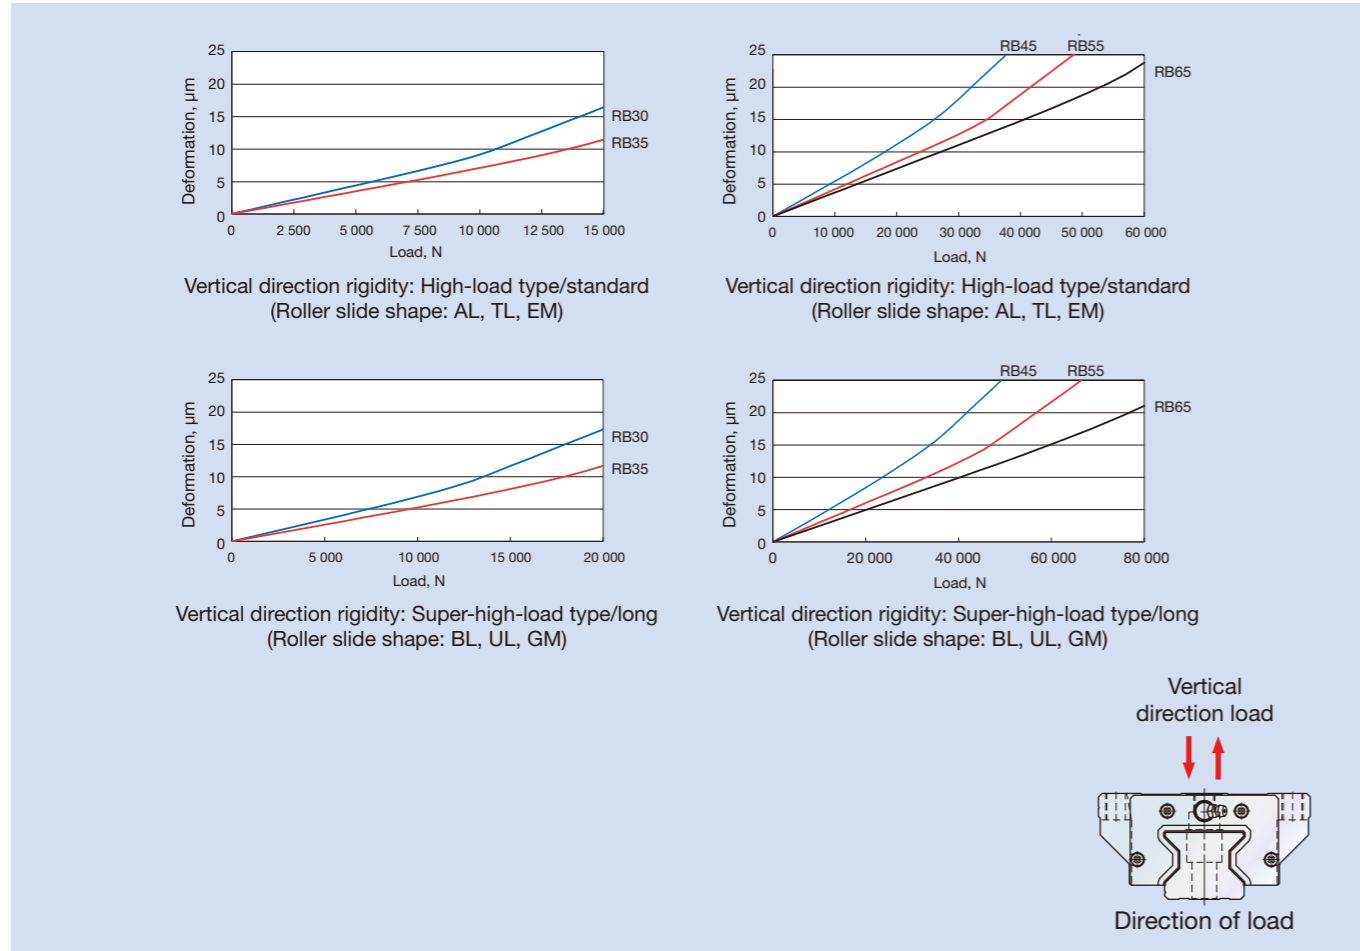 25
20
15
10
5
0
Deformation, µm
RB30
RB35
0 2 500 5 000 7 500 10 000 12 500 15 000
Load, N
Vertical direction rigidity: High-load type/standard
(Roller slide shape: AL, TL, EM)
RB45 RB55
25
20
15
10
5
0
Deformation, µm
RB65
0 10 000 20 000 30 000 40 000 50 000 60 000
Load, N
Vertical direction rigidity: High-load type/standard
(Roller slide shape: AL, TL, EM)
25
20
15
10
5
0
Deformation, µm
RB30
RB35
0 5 000 10 000 15 000 20 000
Load, N
Vertical direction rigidity: Super-high-load type/long
(Roller slide shape: BL, UL, GM)
RB45 RB55
25
20
15
10
5
0
Deformation, µm
RB65
0 20 000 40 000 60 000 80 000
Load, N
Vertical direction rigidity: Super-high-load type/long
(Roller slide shape: BL, UL, GM)
Vertical
direction load
Direction of load